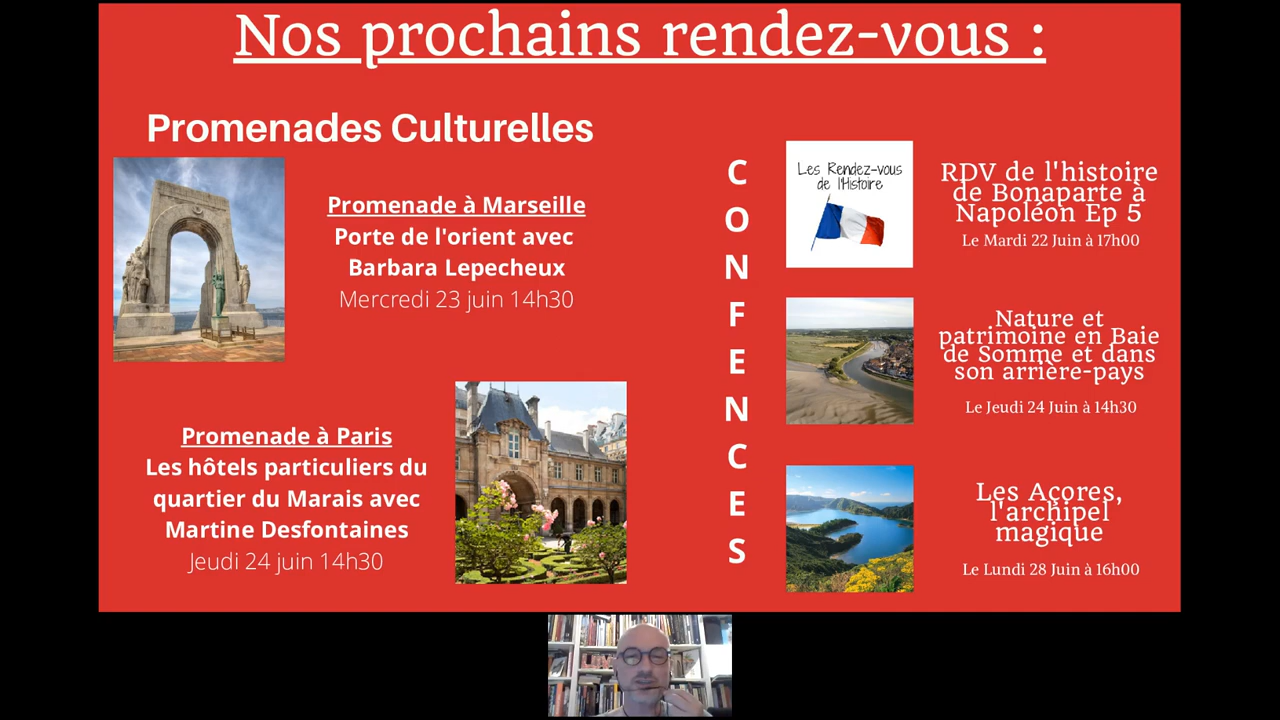 Nos prochains rendez-vous :
Promenades Culturelles
Promenade à Marseille
Porte de l'orient avec
Barbara Lepecheux
Mercredi 23 juin 14h30
Promenade à Paris
Les hôtels particuliers du
quartier du Marais avec
Martine Desfontaines
Jeudi 24 juin 14h30
C
O
N
F
E
N
C
E
S
Les Rendez-vous
de l'Histoire
RDV de l'histoire
de Bonaparte à
Napoléon Ep 5
Le Mardi 22 Juin à 17h00
Nature et
patrimoine en Baie
de Somme et dans
son arrière-pays
Le Jeudi 24 Juin à 14h30
Les Açores,
l'archipel
magique
Le Lundi 28 Juin à 16h00